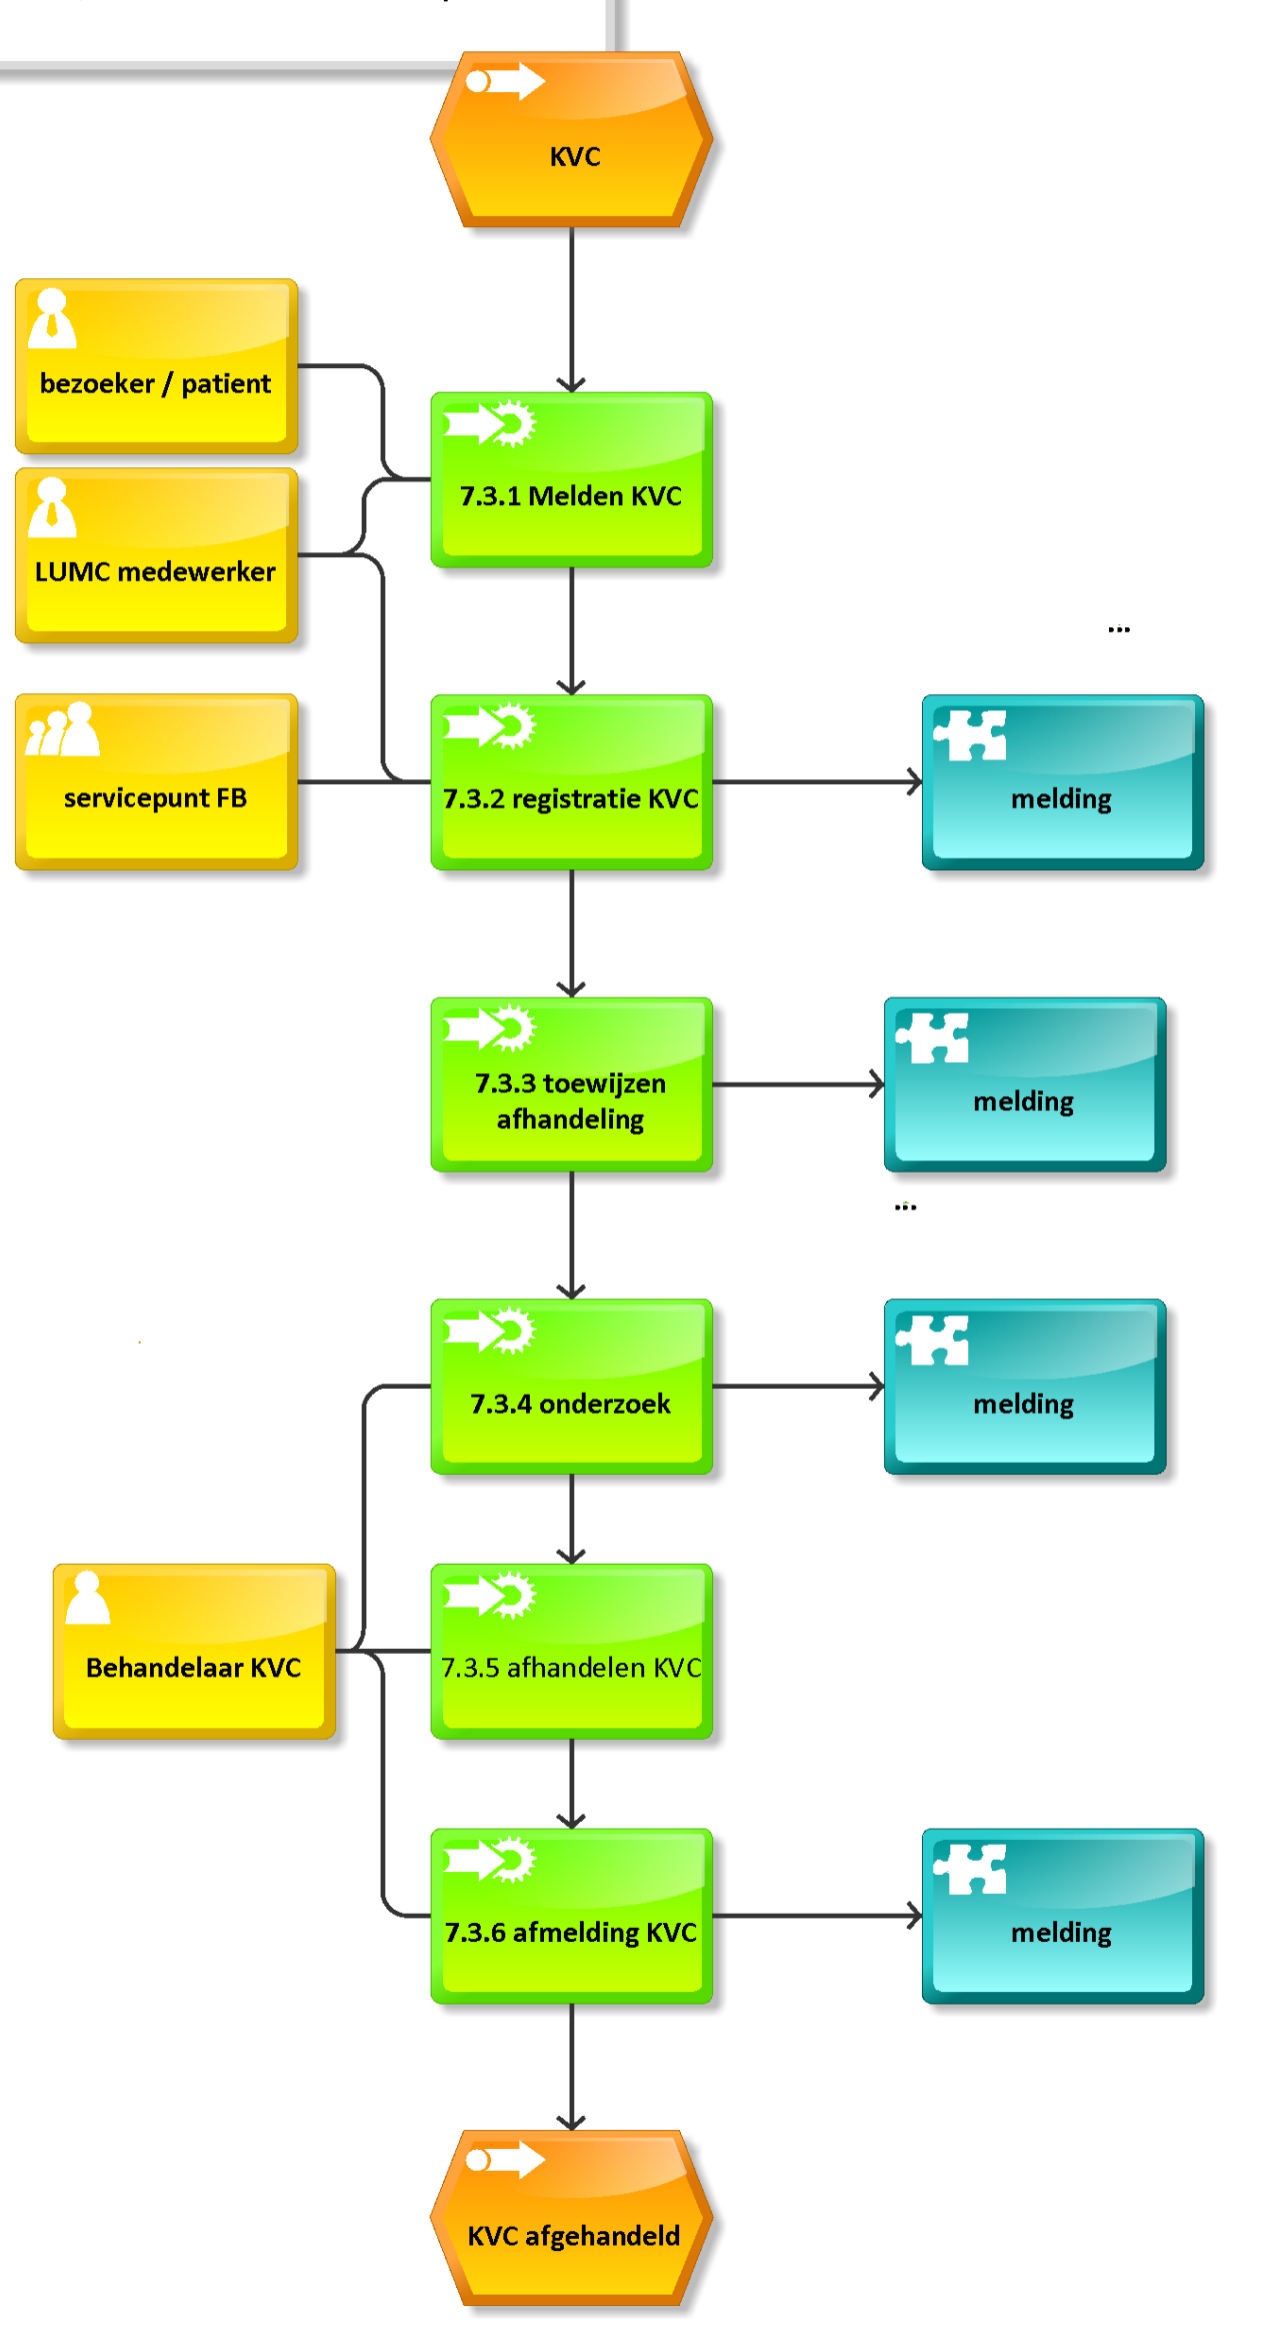 KVC
bezoeker / patient
7.3.1 Melden KVC
LUMC medewerker
...
servicepunt FB
7.3.2 registratie KVC
melding
7.3.3 toewijzen
afhandeling
melding
...
7.3.4 onderzoek
melding
Behandelaar KVC
7.3.5 afhandelen KVC
7.3.6 afmelding KVC
melding
KVC afgehandeld